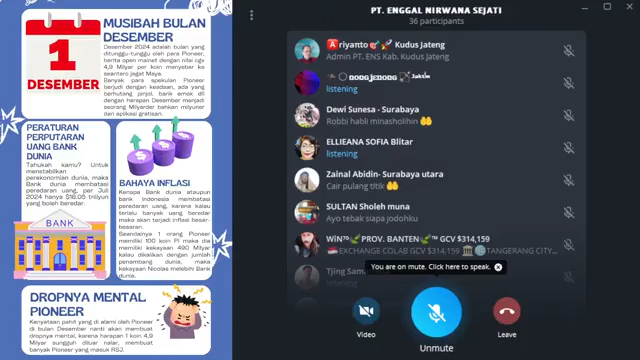 MUSIBAH BULAN
DESEMBER
1
DESEMBER
Desember 2024 adalah bulan yang
ditunggu-tunggu oleh para Pioneer,
berita open mainet dengan nilai cgv
4,9 Milyar per koin menyebar ke
seantero jagat Maya.
Banyak para spekulan Pioneer
berjudi dengan keadaan, ada yang
berhutang pinjol, bank emok dll
dengan harapan Desember menjadi
seorang Milyarder bahkan milyunar
dan aplikasi gratisan.
PERATURAN
PERPUTARAN
UANG BANK
DUNIA
Tahukah kamu? Untuk
menstabilkan
perekonomian dunia, maka
Bank dunia membatasi
peredaran uang, per Juli
2024 hanya $18.05 triliyun
yang boleh beredar.
BANK
BAHAYA INFLASI
Kenapa Bank dunia ataupun
bank Indonesia membatasi
peredaran uang, karena kalau
terlalu banyak uang beredar
maka akan terjadi inflasi besar-
besaran.
Seandainya 1 orang Pioneer
memiliki 100 koin PI maka dia
memiliki kekayaan 490 Milyar
kalau dikalikan dengan jumlah
penambang dunia, maka
kekayaan Nicolas melebihi Bank
dunia.
DROPNYA MENTAL
PIONEER
Kenyataan pahit yang di alami oleh Pioneer
di bulan Desember nanti akan membuat
dropnya mental, karena harapan 1 koin 4,9
Milyar sungguh diluar nalar, membuat
banyak Pioneer yang masuk RSJ.
PT. ENGGAL NIRWANA SEJATI
36 participants
Ariyanto Kudus Jateng
Admin PT. ENS Kab. Kudus Jateng
listening
Dewi Sunesa - Surabaya
Robbi habli minasholihin
ELLIEANA SOFIA Blitar
listening
Zainal Abidin- Surabaya utara
Cair pulang titik
SULTAN Sholeh muna
Ayo tebak siapa jodohku
PROV. BANTEN GCV $314,159
EXCHANGE COLAB GCV $314,159 TANGERANG CITY...
Tjing Sam
listening
You are on mute. Click here to speak.
Video
Unmute
Leave